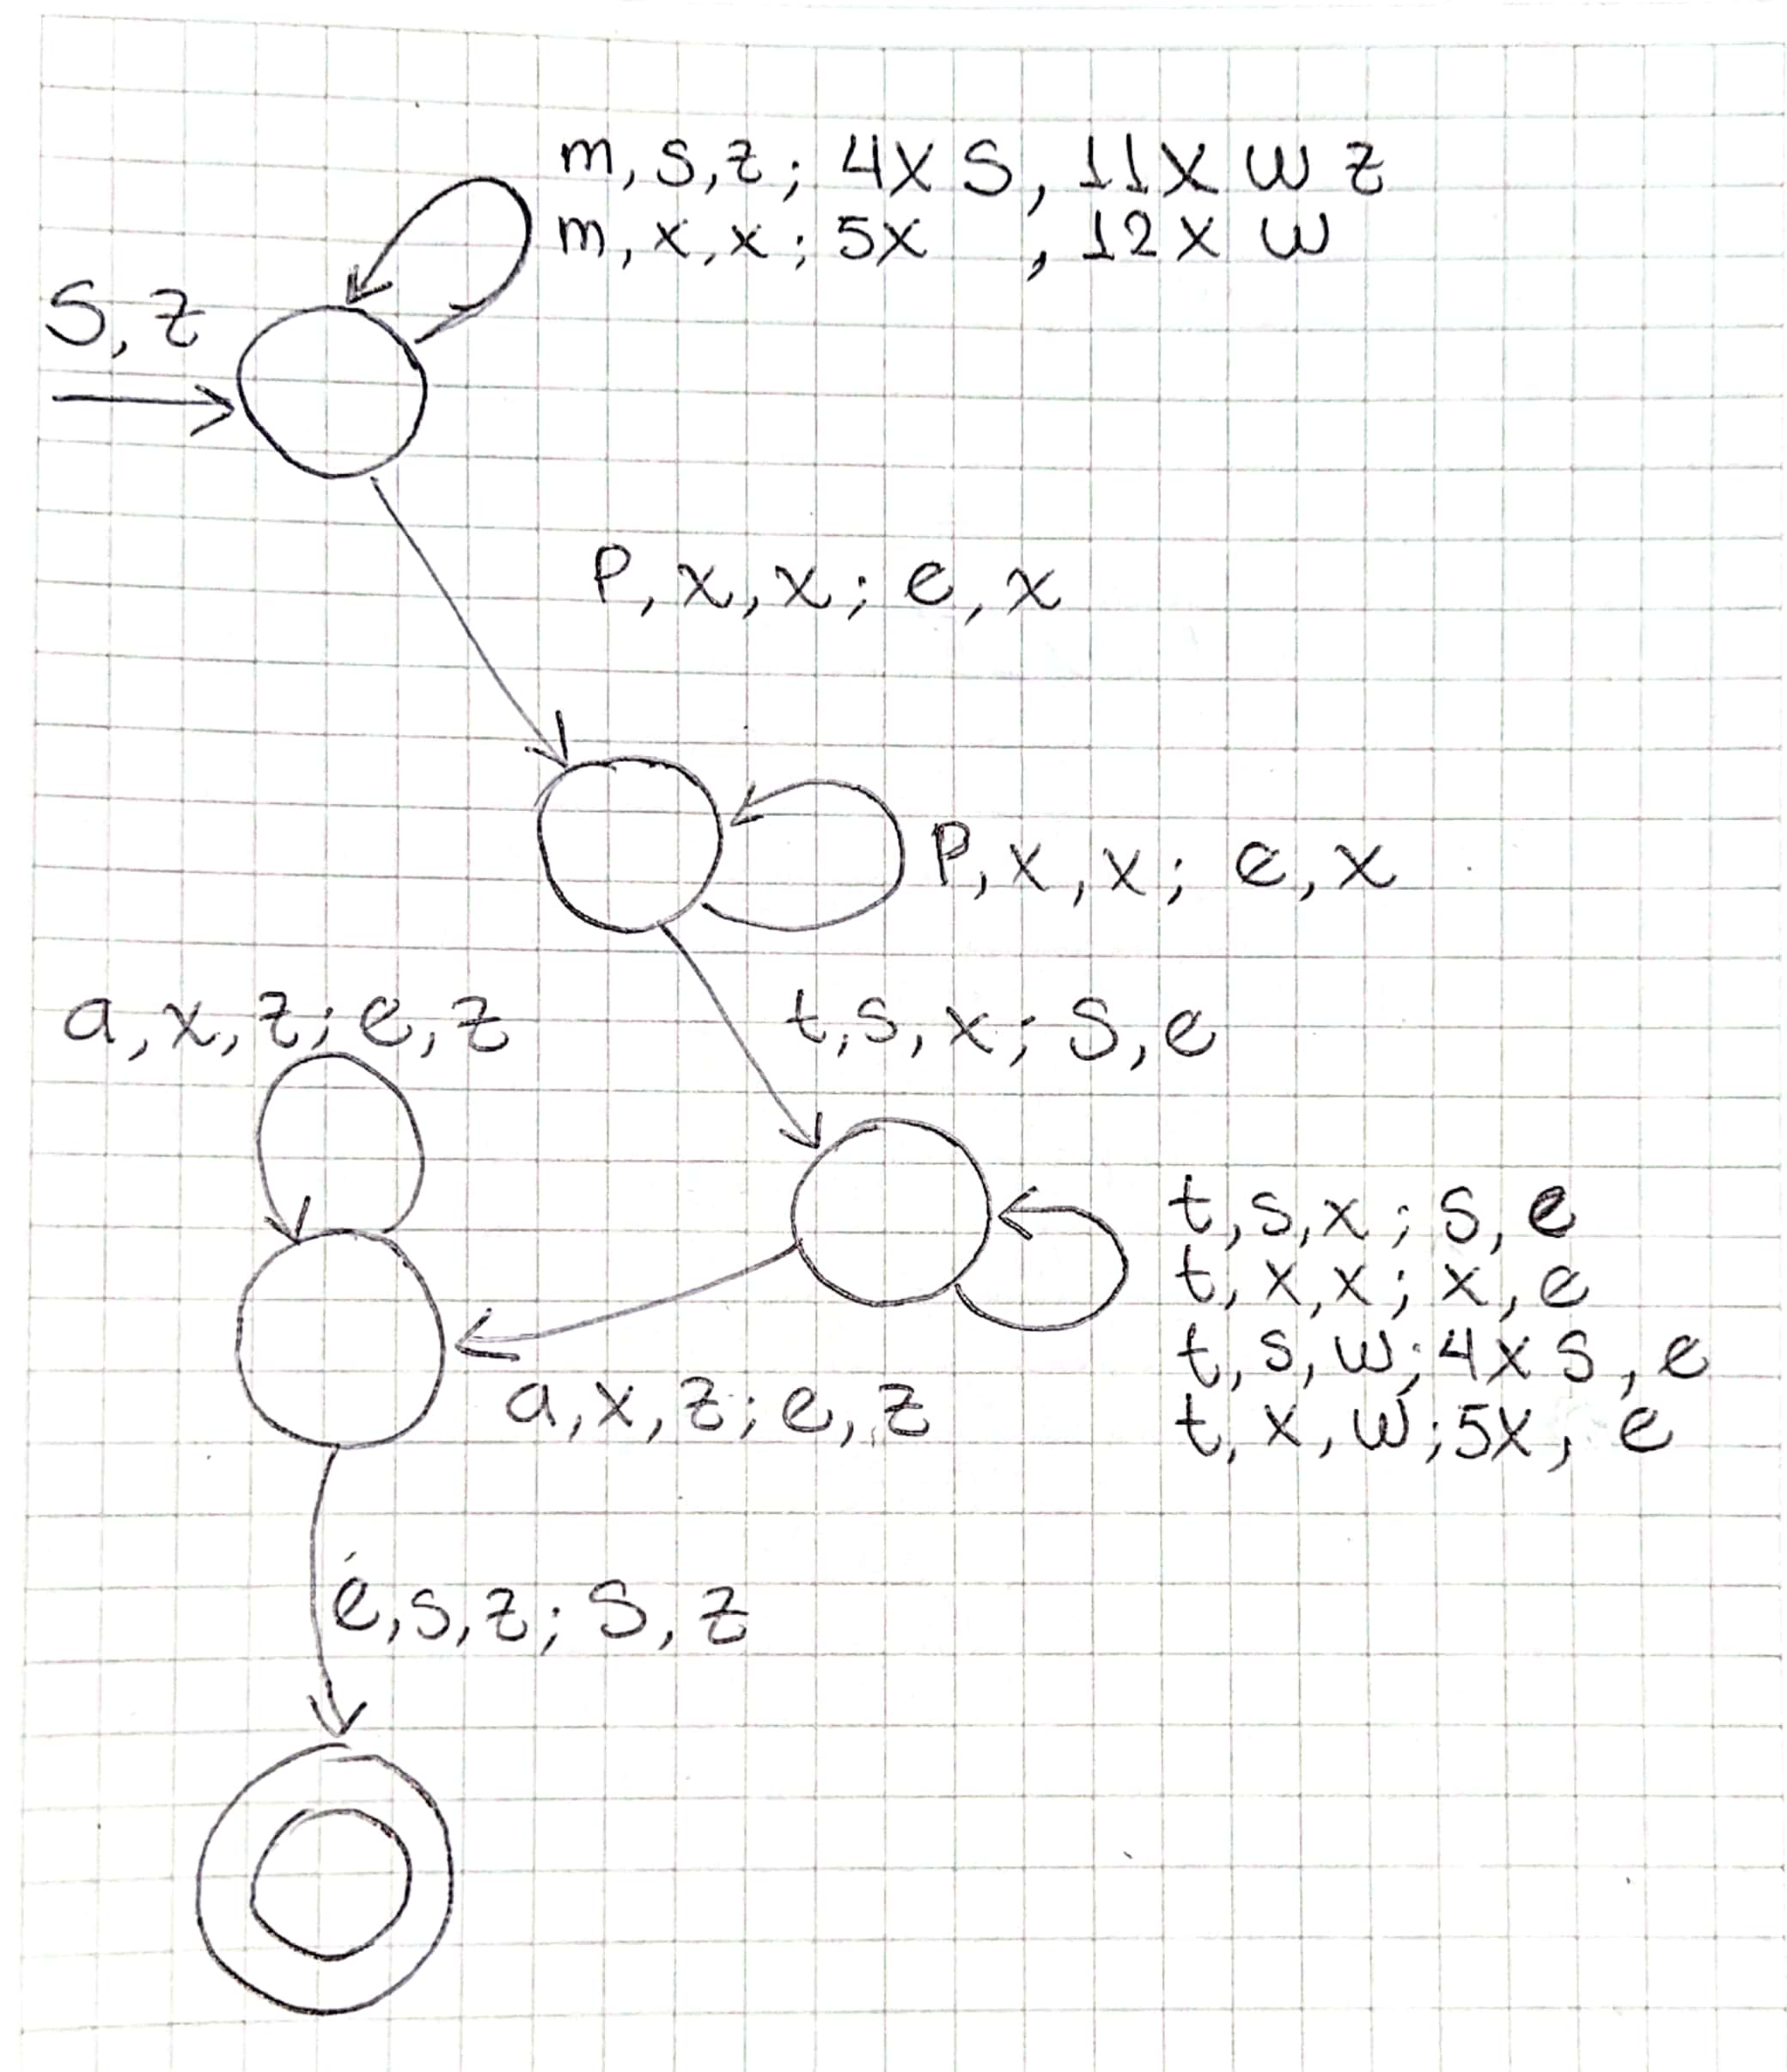 m, s, z; 4x s, 11x w z
m, x, x; 5x , 12x w
S, z
P, x, x; e, x
P, x, x; e, x
a, x, z; e, z
t, s, x; s, e
t, s, x; s, e
t, x, x; x, e
t, s, w; 4x s, e
t, x, w; 5x, e
a, x, z; e, z
e, s, z; s, z